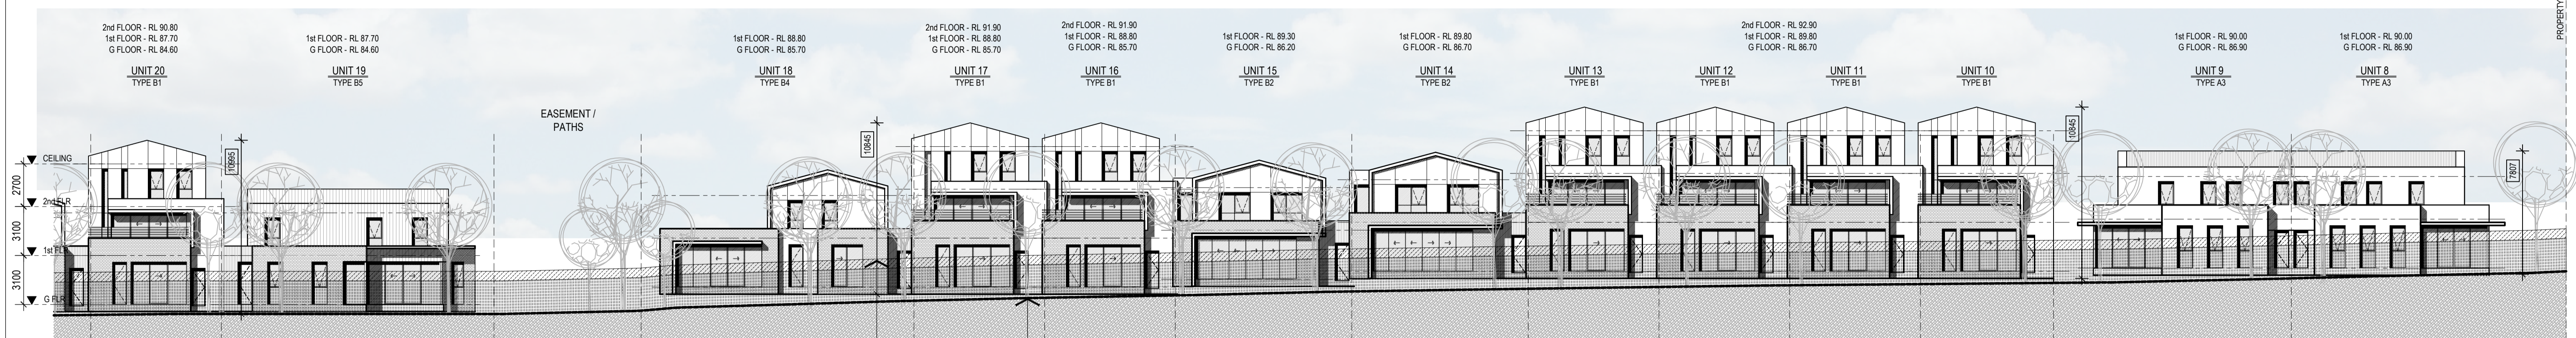 2nd FLOOR - RL 90.80
1st FLOOR - RL 87.70
G FLOOR - RL 84.60
UNIT 20
TYPE B1
1st FLOOR - RL 87.70
G FLOOR - RL 84.60
UNIT 19
TYPE B5
EASEMENT /
PATHS
1st FLOOR - RL 88.80
G FLOOR - RL 85.70
UNIT 18
TYPE B4
2nd FLOOR - RL 91.90
1st FLOOR - RL 88.80
G FLOOR - RL 85.70
UNIT 17
TYPE B1
2nd FLOOR - RL 91.90
1st FLOOR - RL 88.80
G FLOOR - RL 85.70
UNIT 16
TYPE B1
1st FLOOR - RL 89.30
G FLOOR - RL 86.20
UNIT 15
TYPE B2
1st FLOOR - RL 89.80
G FLOOR - RL 86.70
UNIT 14
TYPE B2
2nd FLOOR - RL 92.90
1st FLOOR - RL 89.80
G FLOOR - RL 86.70
UNIT 13
TYPE B1
UNIT 12
TYPE B1
UNIT 11
TYPE B1
UNIT 10
TYPE B1
1st FLOOR - RL 90.00
G FLOOR - RL 86.90
UNIT 9
TYPE A3
1st FLOOR - RL 90.00
G FLOOR - RL 86.90
UNIT 8
TYPE A3
PROPERTY
CEILING
2700
2nd FLR
3100
1st FLR
3100
G FLR
10995
10845
10845
7807